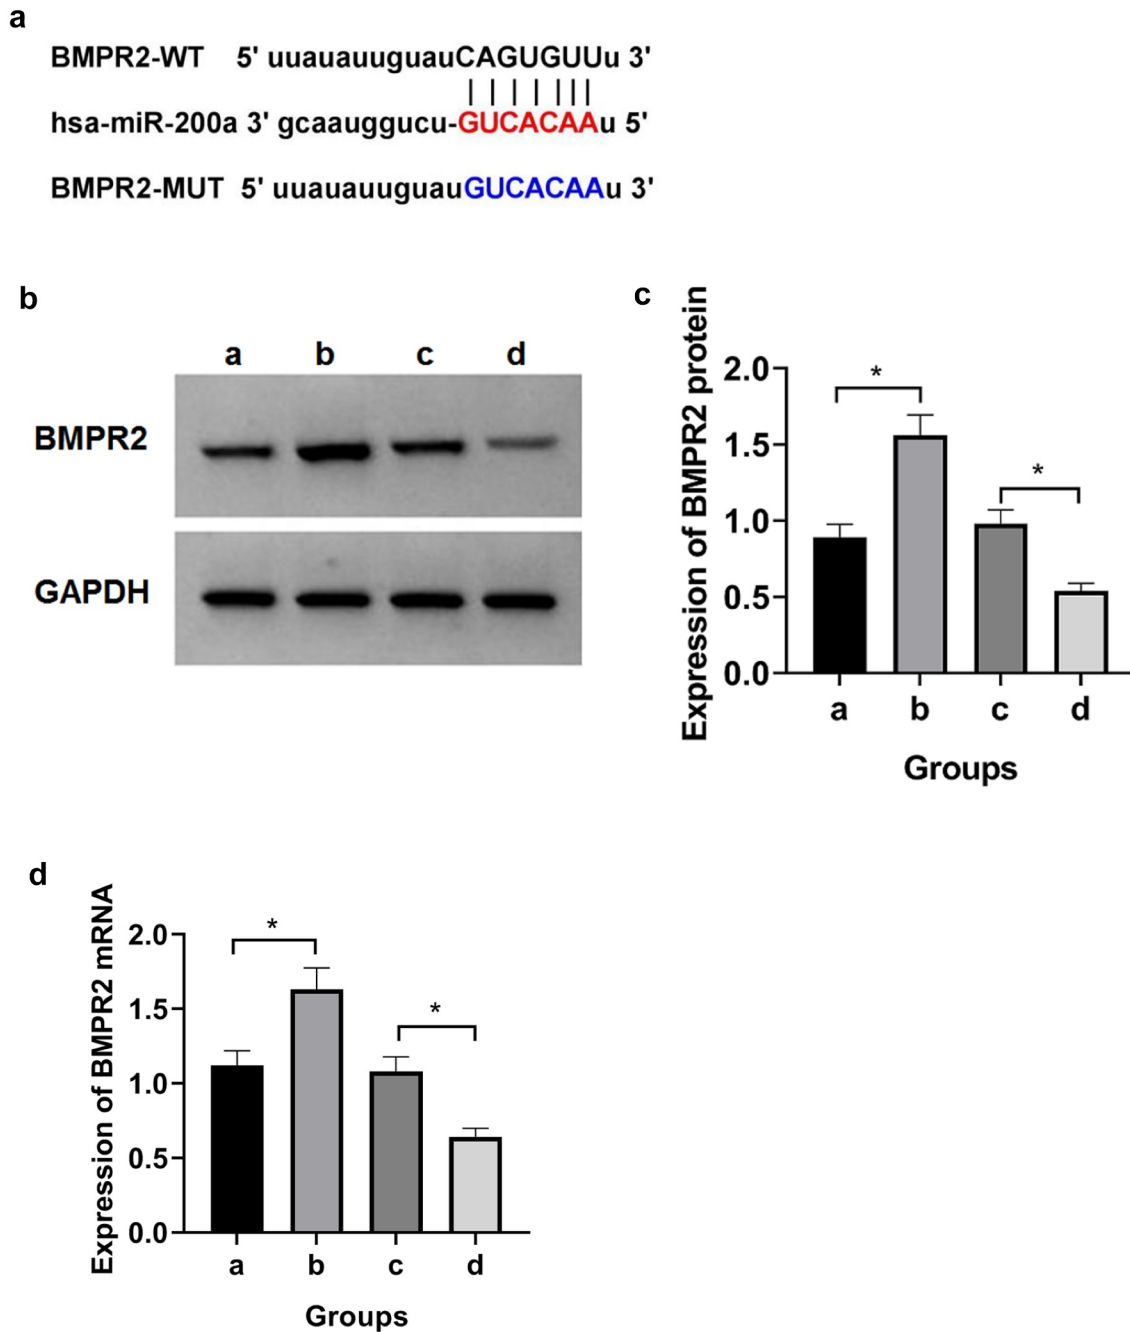 a
BMPR2-WT 5' uuauauuguauCAGUGUUu 3'
hsa-miR-200a 3' gcaauggucu-GUCACAAu 5'
BMPR2-MUT 5' uuauauuguauGUCACAAu 3'
b
a b c d
BMPR2
GAPDH
c
Expression of BMPR2 protein
2.0
1.5
1.0
0.5
0.0
*
*
a b c d
Groups
d
Expression of BMPR2 mRNA
2.0
1.5
1.0
0.5
0.0
*
*
a b c d
Groups